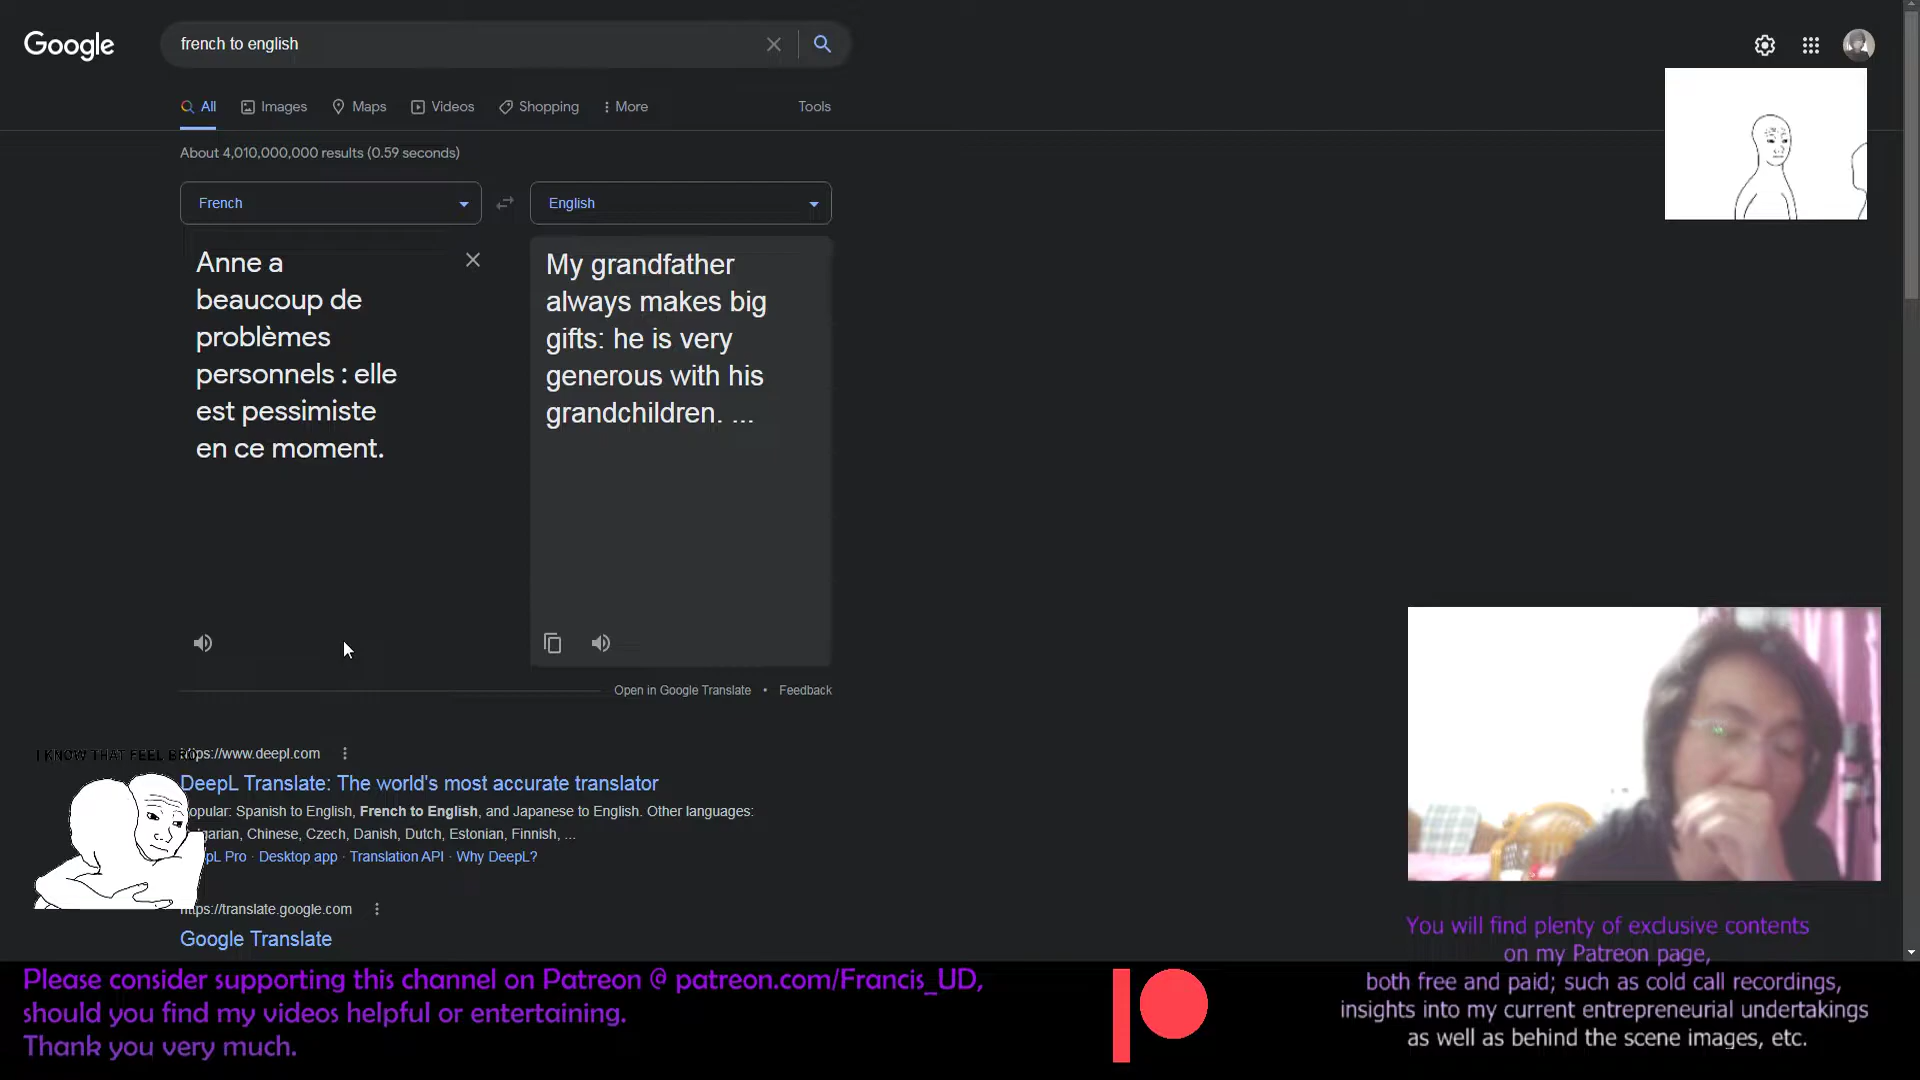 Google
french to english
All
Images
Maps
Videos
Shopping
More
Tools
About 4,010,000,000 results (0.59 seconds)
French
English
Anne a
beaucoup de
problèmes
personnels : elle
est pessimiste
en ce moment.
My grandfather
always makes big
gifts: he is very
generous with his
grandchildren. ...
Open in Google Translate • Feedback
I KNOW THAT FEEL
ttps://www.deepl.com
DeepL Translate: The world's most accurate translator
opular: Spanish to English, French to English, and Japanese to English. Other languages:
garian, Chinese, Czech, Danish, Dutch, Estonian, Finnish, ...
pL Pro · Desktop app · Translation API · Why DeepL?
https://translate.google.com
Google Translate
Please consider supporting this channel on Patreon @ patreon.com/Francis_UD,
should you find my videos helpful or entertaining.
Thank you very much.
You will find plenty of exclusive contents
on my Patreon page,
both free and paid; such as cold call recordings,
insights into my current entrepreneurial undertakings
as well as behind the scene images, etc.